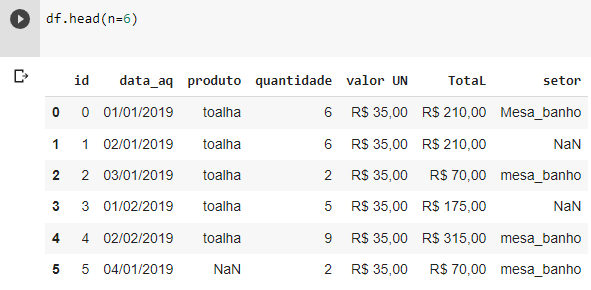 df.head(n=6)
id data_aq produto quantidade valor UN TotaL setor
0 0 01/01/2019 toalha 6 R$ 35,00 R$ 210,00 Mesa_banho
1 1 02/01/2019 toalha 6 R$ 35,00 R$ 210,00 NaN
2 2 03/01/2019 toalha 2 R$ 35,00 R$ 70,00 mesa_banho
3 3 01/02/2019 toalha 5 R$ 35,00 R$ 175,00 NaN
4 4 02/02/2019 toalha 9 R$ 35,00 R$ 315,00 mesa_banho
5 5 04/01/2019 NaN 2 R$ 35,00 R$ 70,00 mesa_banho